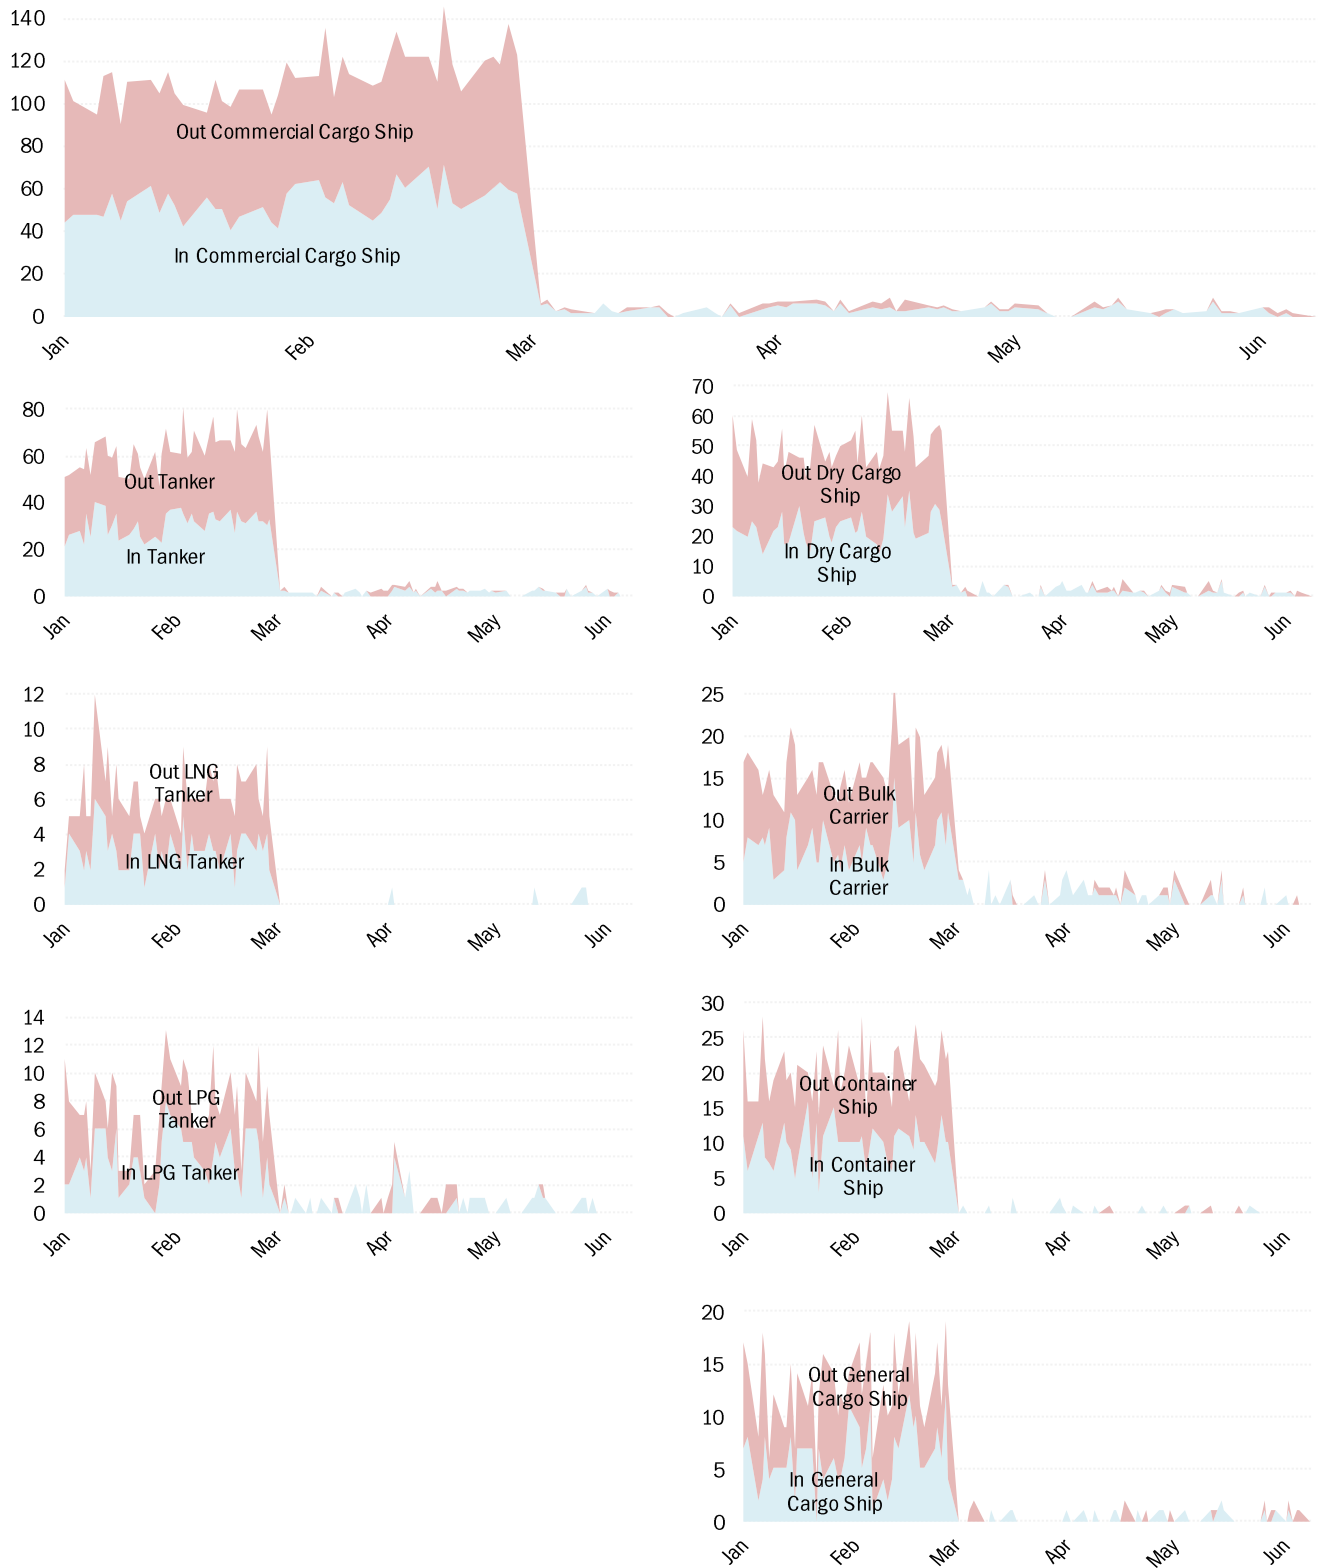 140
120
100
80
60
40
20
0
Out Commercial Cargo Ship
In Commercial Cargo Ship
Jan
Feb
Mar
Apr
May
Jun
80
60
40
20
0
Out Tanker
In Tanker
Jan
Feb
Mar
Apr
May
Jun
70
60
50
40
30
20
10
0
Out Dry Cargo
Ship
In Dry Cargo
Ship
Jan
Feb
Mar
Apr
May
Jun
12
10
8
6
4
2
0
Out LNG
Tanker
In LNG Tanker
Jan
Feb
Mar
Apr
May
Jun
25
20
15
10
5
0
Out Bulk
Carrier
In Bulk
Carrier
Jan
Feb
Mar
Apr
May
Jun
14
12
10
8
6
4
2
0
Out LPG
Tanker
In LPG Tanker
Jan
Feb
Mar
Apr
May
Jun
30
25
20
15
10
5
0
Out Container
Ship
In Container
Ship
Jan
Feb
Mar
Apr
May
Jun
20
15
10
5
0
Out General
Cargo Ship
In General
Cargo Ship
Jan
Feb
Mar
Apr
May
Jun